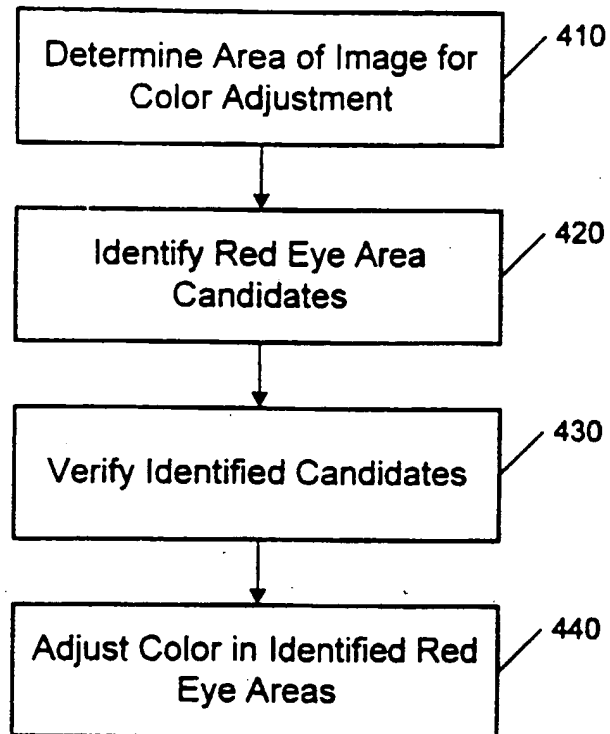 Determine Area of Image for
Color Adjustment
410
Identify Red Eye Area
Candidates
420
Verify Identified Candidates
430
Adjust Color in Identified Red
Eye Areas
440